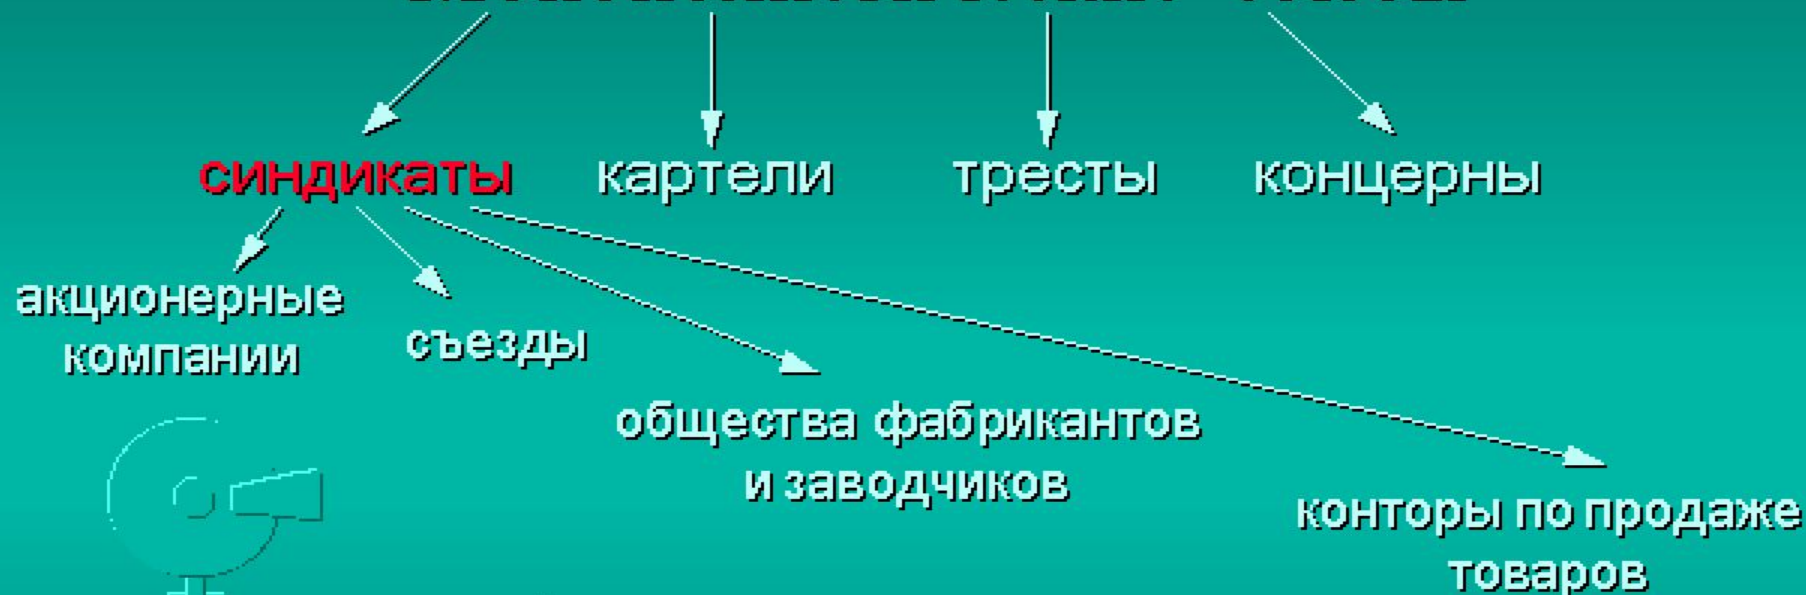 синдикаты картели тресты концерны
акционерные
компании
съезды
общества фабрикантов
и заводчиков
конторы по продаже
товаров